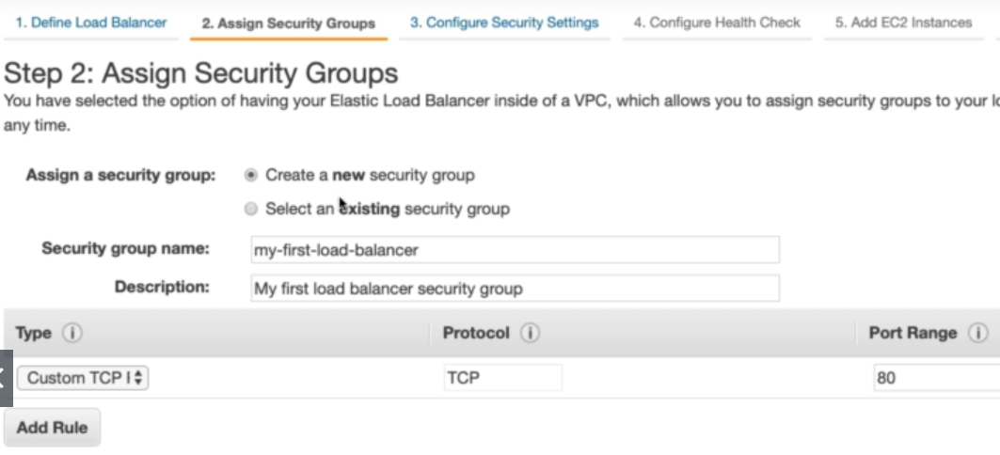 1. Define Load Balancer 2. Assign Security Groups 3. Configure Security Settings 4. Configure Health Check 5. Add EC2 Instances
Step 2: Assign Security Groups
You have selected the option of having your Elastic Load Balancer inside of a VPC, which allows you to assign security groups to your
any time.
Assign a security group: Create a new security group
Select an existing security group
Security group name: my-first-load-balancer
Description: My first load balancer security group
Type Protocol Port Range
Custom TCP TCP 80
Add Rule